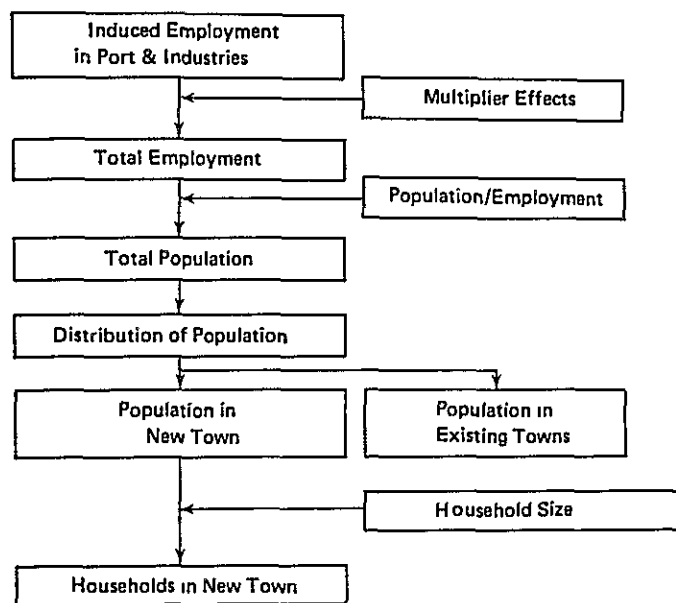 Induced Employment
in Port & Industries
Multiplier Effects
Total Employment
Population/Employment
Total Population
Distribution of Population
Population in
New Town
Population in
Existing Towns
Household Size
Households in New Town